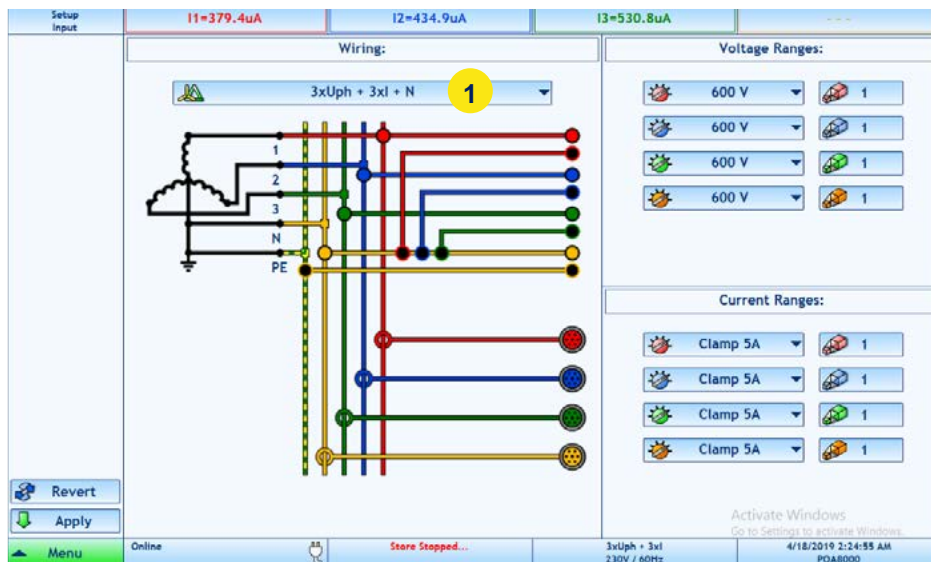 Setup
Input
I1=379.4uA
I2=434.9uA
I3=530.8uA
---
Wiring:
Voltage Ranges:
3xUph + 3xI + N
1
600 V
1
600 V
1
600 V
1
600 V
1
1
2
3
N
PE
Current Ranges:
Clamp 5A
1
Clamp 5A
1
Clamp 5A
1
Clamp 5A
1
Revert
Apply
Menu
Activate Windows
Go to Settings to activate Windows.
Online
Store Stopped...
3xUph + 3xI
230V / 60Hz
4/18/2019 2:24:55 AM
PQA8000